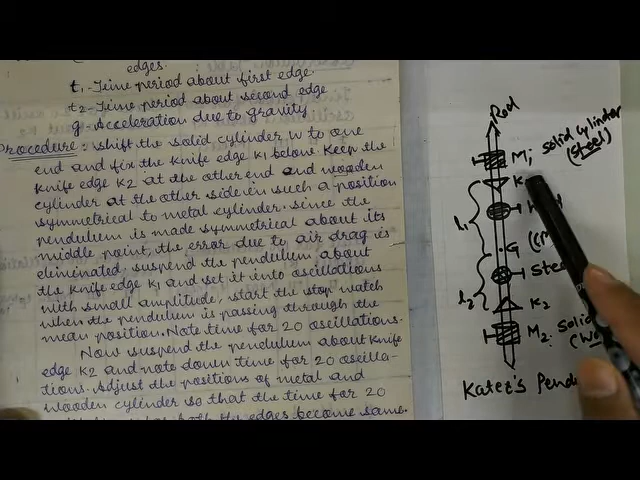 edges.
t1 - Time period about first edge.
t2 - Time period about second edge
g - Acceleration due to gravity
Procedure: Shift the solid cylinder W to one
end and fix the knife edge K1 below. Keep the
knife edge K2 at the other end and wooden
cylinder at the other side in such a position
symmetrical to metal cylinder. Since the
pendulum is made symmetrical about its
middle point, the error due to air drag is
eliminated, suspend the pendulum about
the knife edge K1 and set it into oscillations
with small amplitude, start the stop watch
when the pendulum is passing through the
mean position. Note time for 20 oscillations.
Now suspend the pendulum about knife
edge K2 and note down time for 20 oscilla-
tions. Adjust the positions of metal and
wooden cylinder so that the time for 20
both the edges become same.
Rod
M1: Solid Cylinder
(Steel)
K
l1
G
Steel
l2
K2
M2: Solid
Kater's Pend